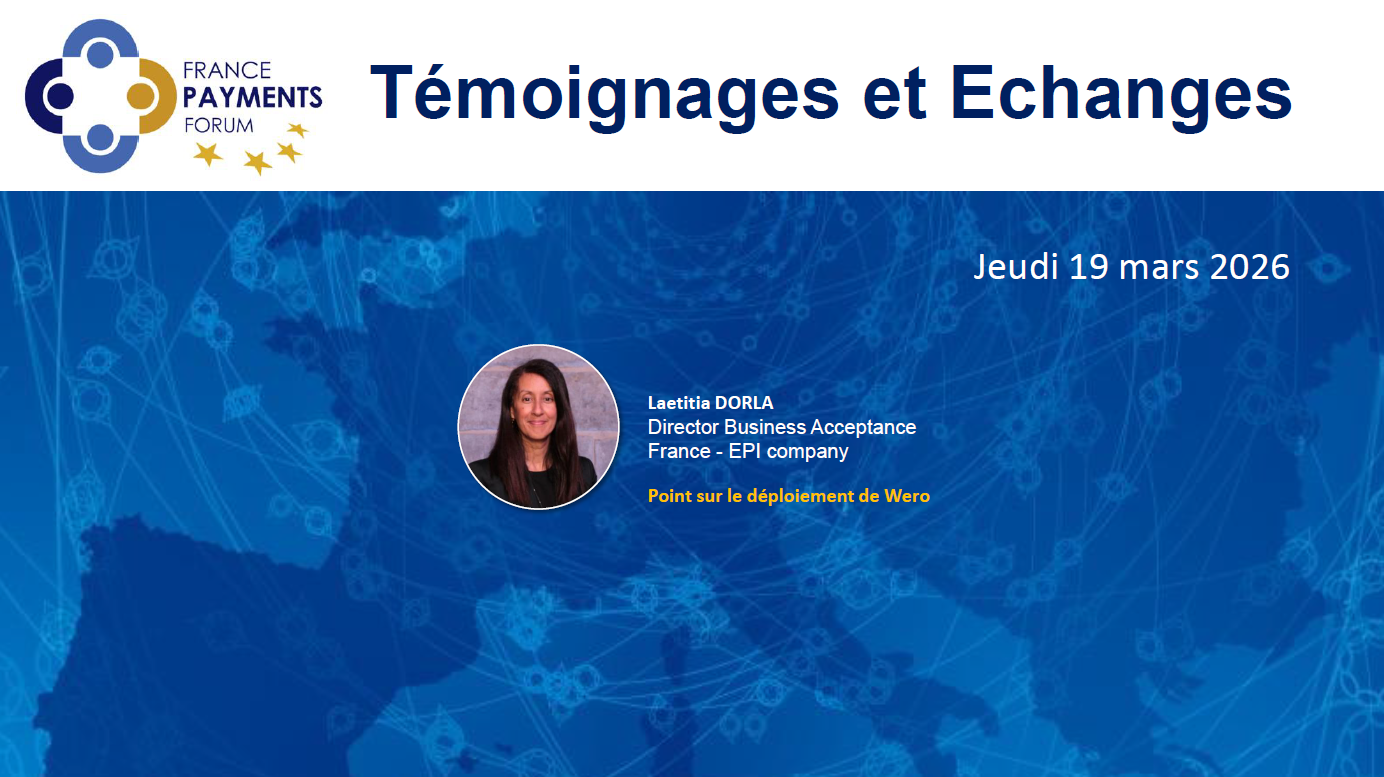 FRANCE
PAYMENTS
FORUM
Témoignages et Echanges
Jeudi 19 mars 2026
Laetitia DORLA
Director Business Acceptance
France - EPI company
Point sur le déploiement de Wero